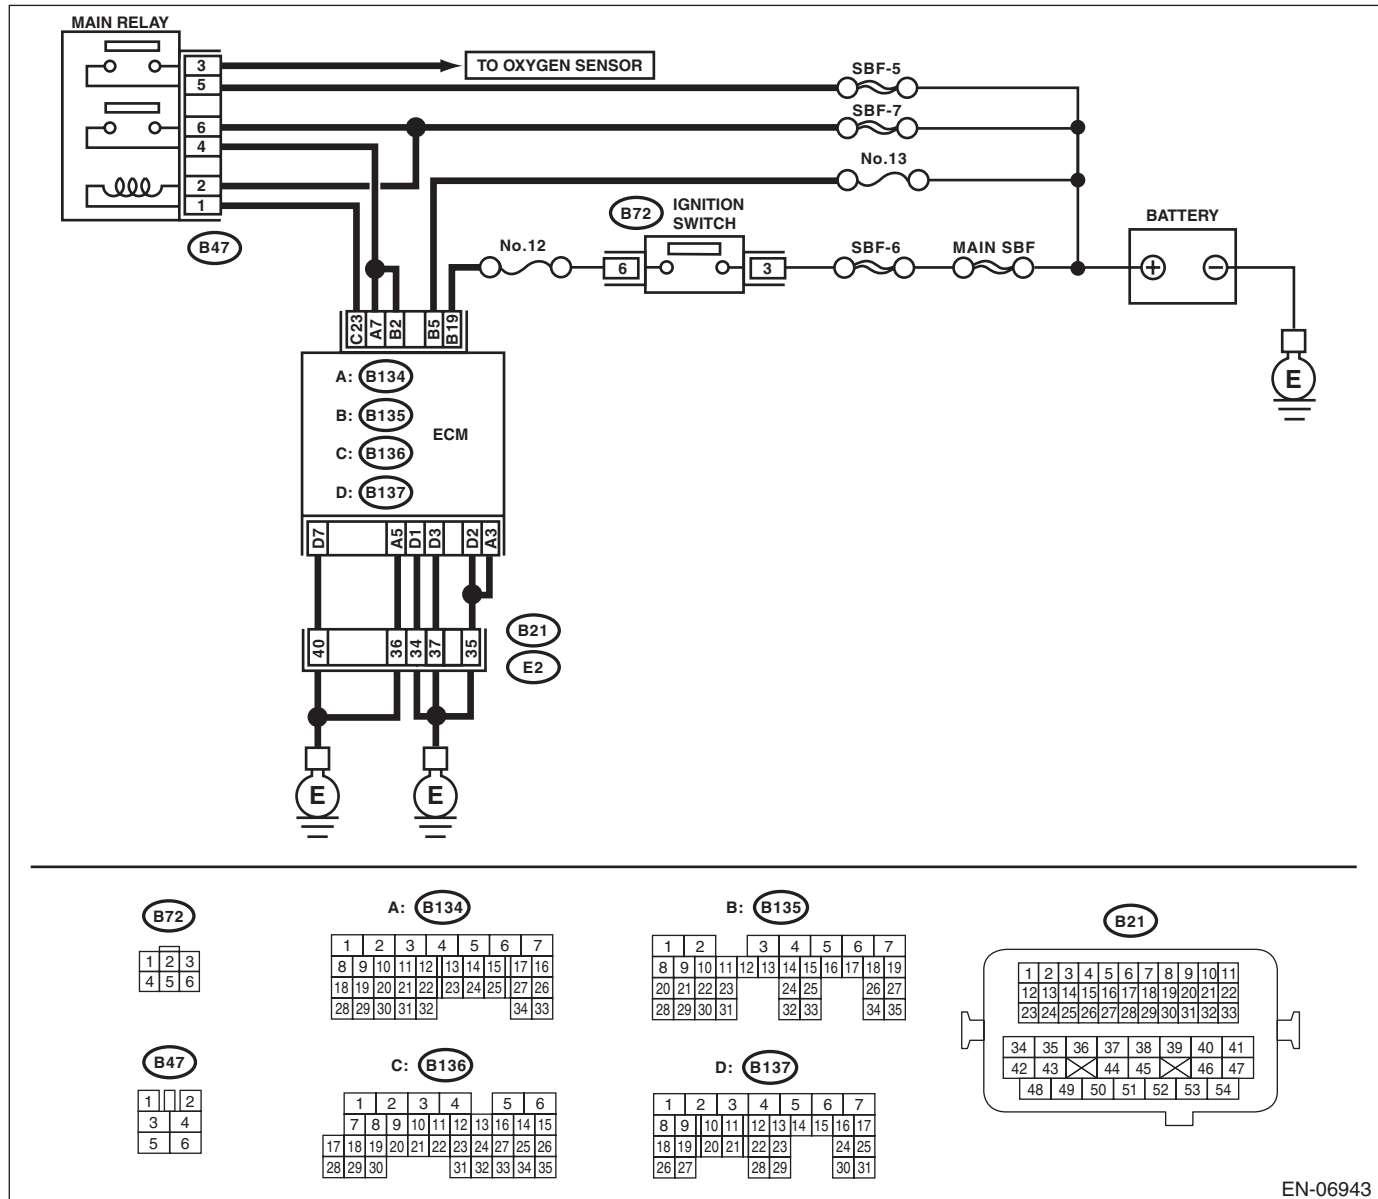 MAIN RELAY
3
TO OXYGEN SENSOR
5
SBF-5
6
SBF-7
4
No.13
2
1
B47
B72
IGNITION
SWITCH
BATTERY
No.12
6
3
SBF-6
MAIN SBF
+
−
E
C23
A7
B2
B5
B19
A: B134
B: B135
C: B136
D: B137
ECM
D7
A5
D1
D3
D2
A3
40
36
34
37
35
B21
E2
E
E
B72
1 2 3
4 5 6
B47
1 2
3 4
5 6
A: B134
1 2 3 4 5 6 7
8 9 10 11 12 13 14 15 17 16
18 19 20 21 22 23 24 25 27 26
28 29 30 31 32 34 33
C: B136
1 2 3 4 5 6
7 8 9 10 11 12 13 16 14 15
17 18 19 20 21 22 23 24 27 25 26
28 29 30 31 32 33 34 35
B: B135
1 2 3 4 5 6 7
8 9 10 11 12 13 14 15 16 17 18 19
20 21 22 23 24 25 26 27
28 29 30 31 32 33 34 35
D: B137
1 2 3 4 5 6 7
8 9 10 11 12 13 14 15 16 17
18 19 20 21 22 23 24 25
26 27 28 29 30 31
B21
1 2 3 4 5 6 7 8 9 10 11
12 13 14 15 16 17 18 19 20 21 22
23 24 25 26 27 28 29 30 31 32 33
34 35 36 37 38 39 40 41
42 43 44 45 46 47
48 49 50 51 52 53 54
EN-06943